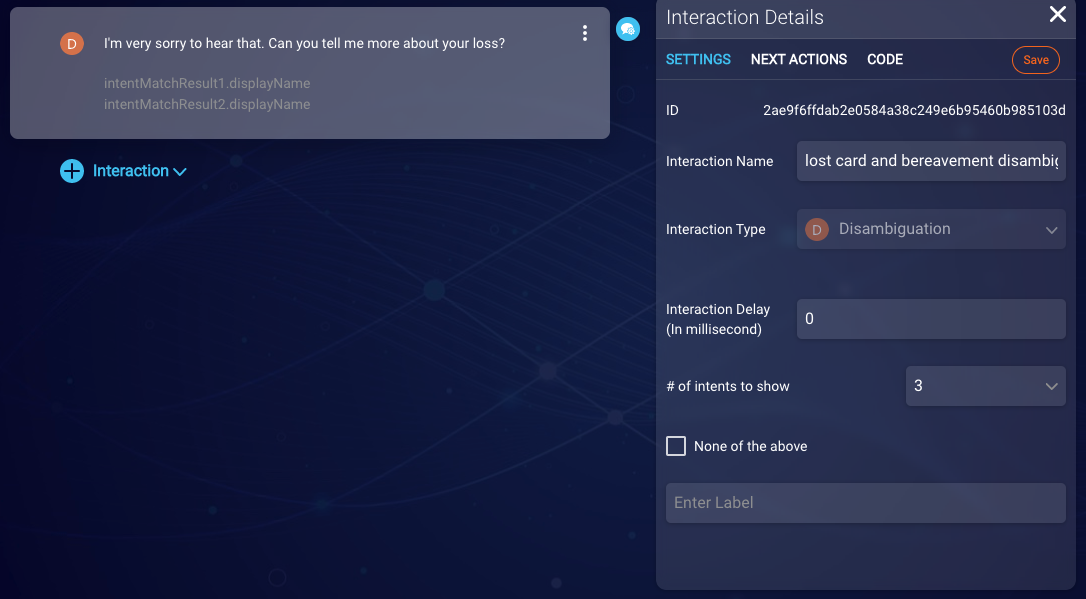 D
I'm very sorry to hear that. Can you tell me more about your loss?
intentMatchResult1.displayName
intentMatchResult2.displayName
Interaction
Interaction Details
SETTINGS NEXT ACTIONS CODE Save
ID 2ae9f6ffdab2e0584a38c249e6b95460b985103d
Interaction Name lost card and bereavement disambig
Interaction Type D Disambiguation
Interaction Delay
(In millisecond) 0
# of intents to show 3
None of the above
Enter Label